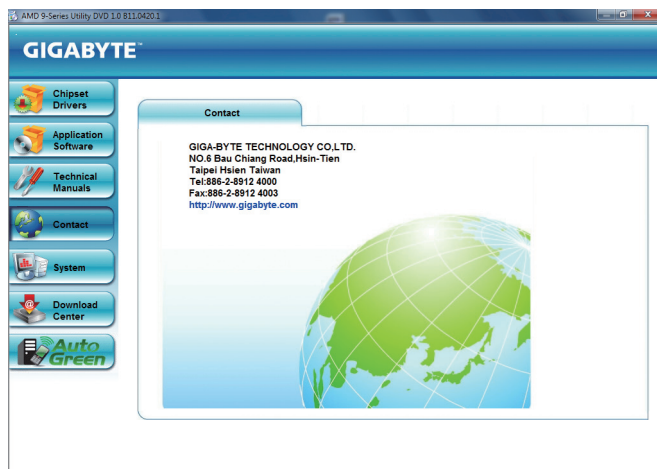 AMD 9-Series Utility DVD 1.0 B11.0420.1
GIGABYTE™
Chipset
Drivers
Application
Software
Technical
Manuals
Contact
System
Download
Center
Auto
Green
Contact
GIGA-BYTE TECHNOLOGY CO,LTD.
NO.6 Bau Chiang Road,Hsin-Tien
Taipei Hsien Taiwan
Tel:886-2-8912 4000
Fax:886-2-8912 4003
http://www.gigabyte.com